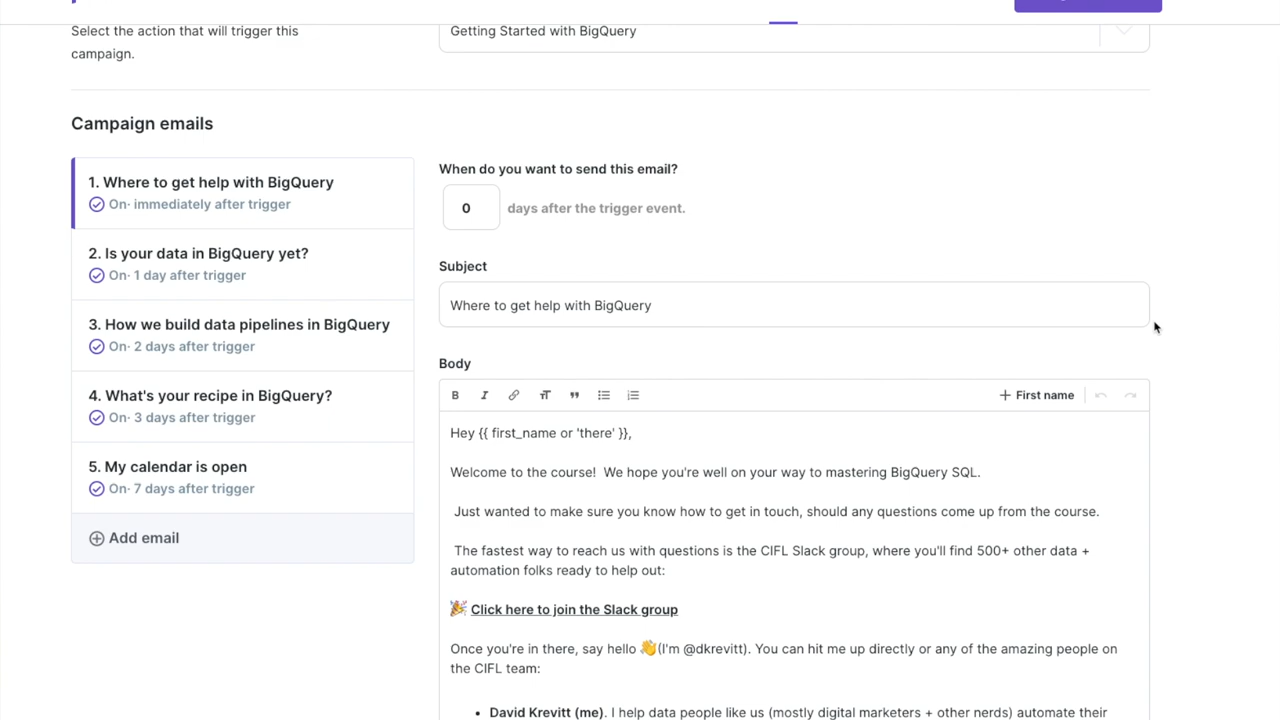 Select the action that will trigger this
campaign.
Getting Started with BigQuery
Campaign emails
1. Where to get help with BigQuery
On· immediately after trigger
2. Is your data in BigQuery yet?
On· 1 day after trigger
3. How we build data pipelines in BigQuery
On· 2 days after trigger
4. What's your recipe in BigQuery?
On· 3 days after trigger
5. My calendar is open
On· 7 days after trigger
Add email
When do you want to send this email?
0 days after the trigger event.
Subject
Where to get help with BigQuery
Body
B I + First name
Hey {{ first_name or 'there' }},
Welcome to the course!  We hope you're well on your way to mastering BigQuery SQL.
Just wanted to make sure you know how to get in touch, should any questions come up from the course.
The fastest way to reach us with questions is the CIFL Slack group, where you'll find 500+ other data +
automation folks ready to help out:
🎉 Click here to join the Slack group
Once you're in there, say hello 👋(I'm @dkrevitt). You can hit me up directly or any of the amazing people on
the CIFL team:
• David Krevitt (me). I help data people like us (mostly digital marketers + other nerds) automate their